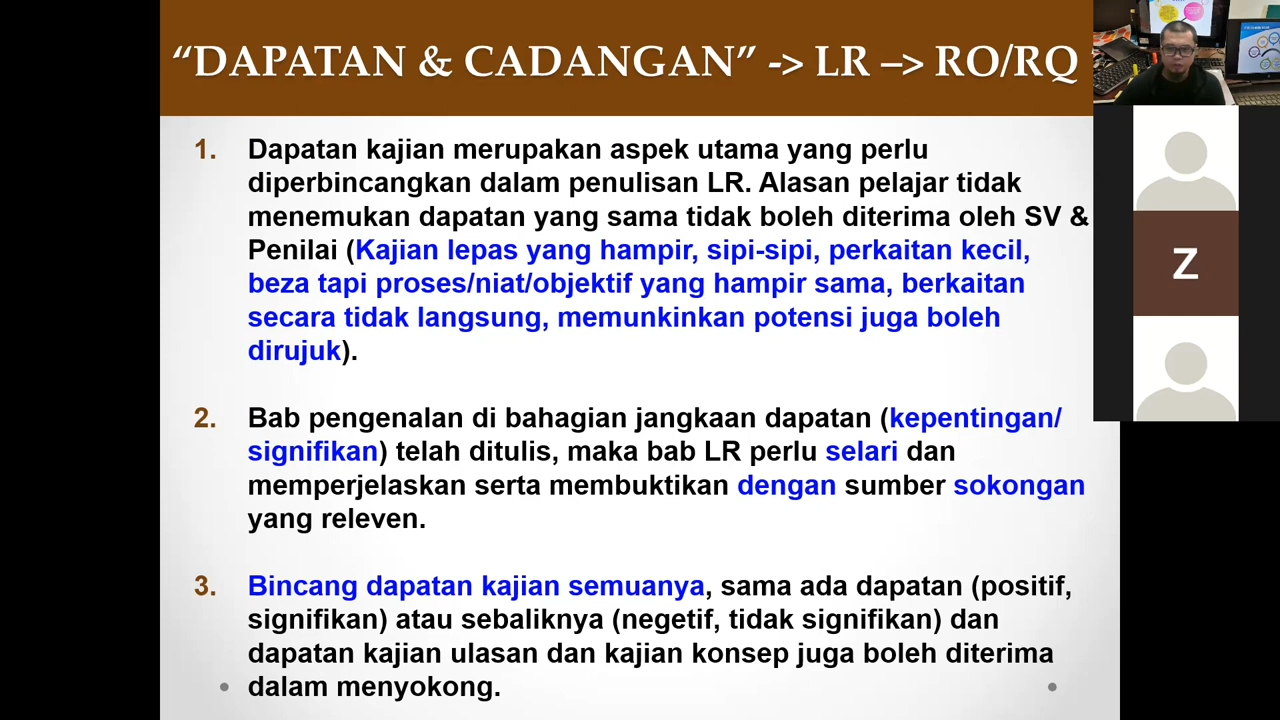 “DAPATAN & CADANGAN” -> LR –> RO/RQ
1. Dapatan kajian merupakan aspek utama yang perlu
diperbincangkan dalam penulisan LR. Alasan pelajar tidak
menemukan dapatan yang sama tidak boleh diterima oleh SV &
Penilai (Kajian lepas yang hampir, sipi-sipi, perkaitan kecil,
beza tapi proses/niat/objektif yang hampir sama, berkaitan
secara tidak langsung, memunkinkan potensi juga boleh
dirujuk).
2. Bab pengenalan di bahagian jangkaan dapatan (kepentingan/
signifikan) telah ditulis, maka bab LR perlu selari dan
memperjelaskan serta membuktikan dengan sumber sokongan
yang releven.
3. Bincang dapatan kajian semuanya, sama ada dapatan (positif,
signifikan) atau sebaliknya (negetif, tidak signifikan) dan
dapatan kajian ulasan dan kajian konsep juga boleh diterima
dalam menyokong.
Z